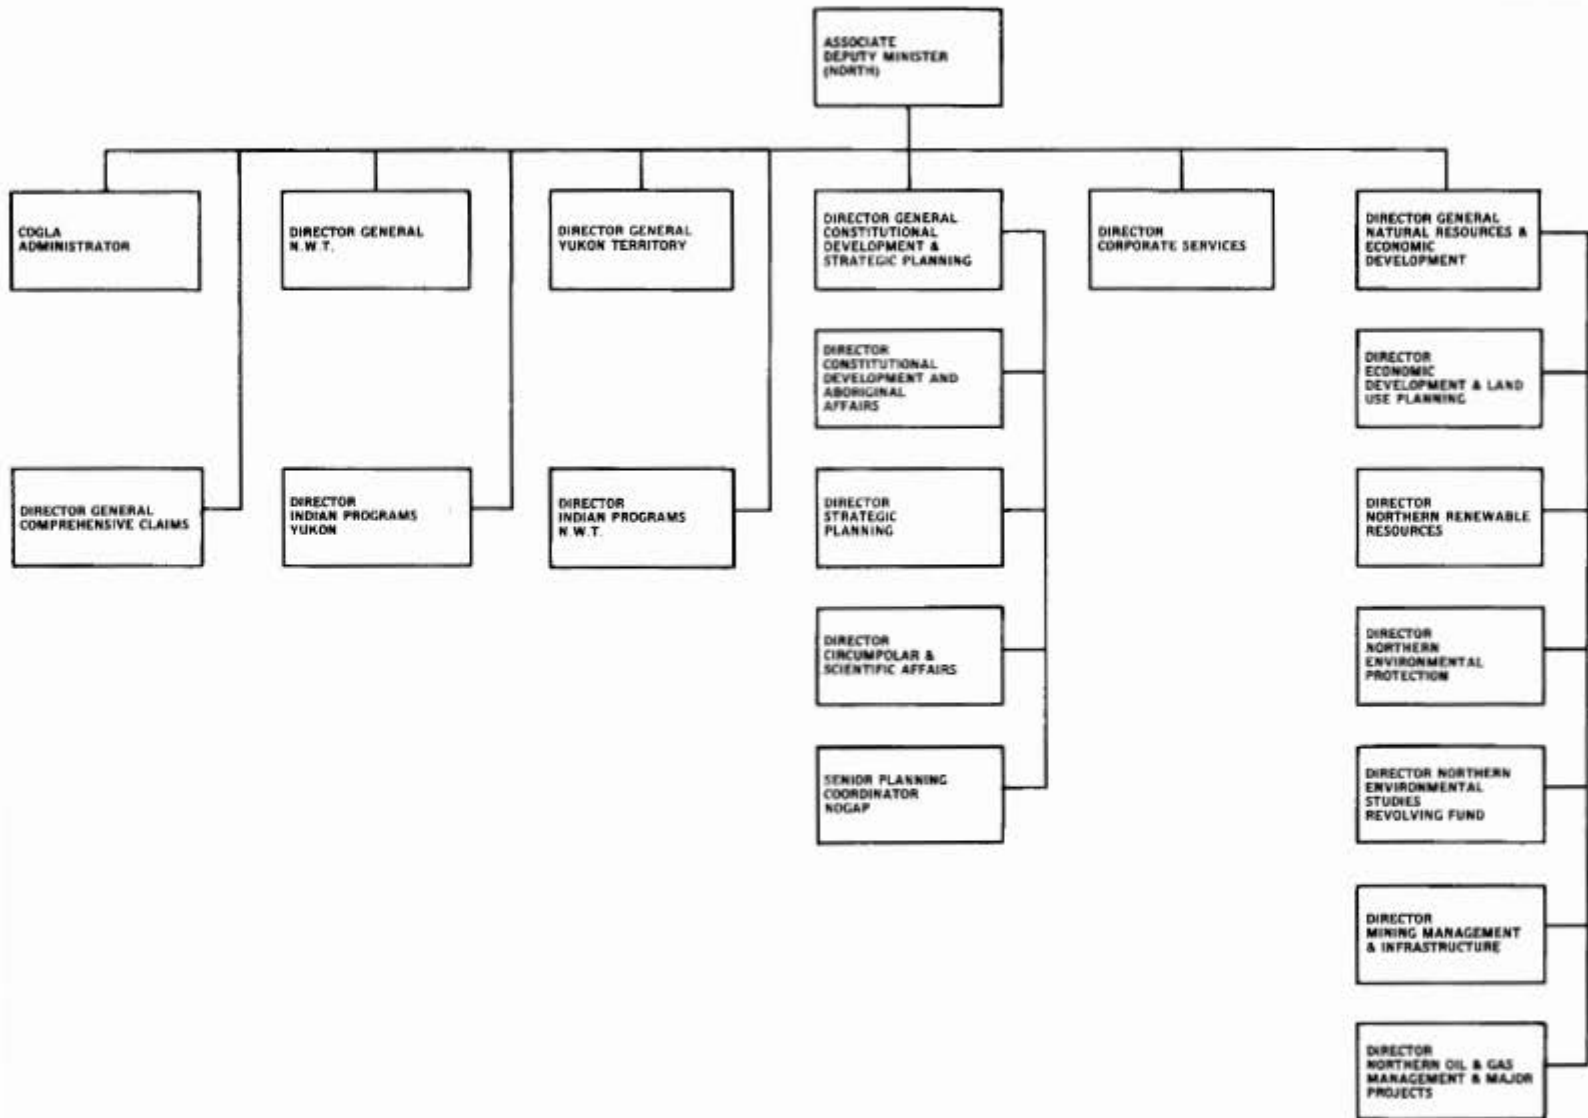 ASSOCIATE
DEPUTY MINISTER
(NORTH)
COGLA
ADMINISTRATOR
DIRECTOR GENERAL
N.W.T.
DIRECTOR GENERAL
YUKON TERRITORY
DIRECTOR GENERAL
CONSTITUTIONAL
DEVELOPMENT &
STRATEGIC PLANNING
DIRECTOR
CORPORATE SERVICES
DIRECTOR GENERAL
NATURAL RESOURCES &
ECONOMIC
DEVELOPMENT
DIRECTOR
CONSTITUTIONAL
DEVELOPMENT AND
ABORIGINAL
AFFAIRS
DIRECTOR
ECONOMIC
DEVELOPMENT & LAND
USE PLANNING
DIRECTOR GENERAL
COMPREHENSIVE CLAIMS
DIRECTOR
INDIAN PROGRAMS
YUKON
DIRECTOR
INDIAN PROGRAMS
N.W.T.
DIRECTOR
STRATEGIC
PLANNING
DIRECTOR
NORTHERN RENEWABLE
RESOURCES
DIRECTOR
CIRCUMPOLAR &
SCIENTIFIC AFFAIRS
DIRECTOR
NORTHERN
ENVIRONMENTAL
PROTECTION
SENIOR PLANNING
COORDINATOR
NOGAP
DIRECTOR NORTHERN
ENVIRONMENTAL
STUDIES
REVOLVING FUND
DIRECTOR
MINING MANAGEMENT
& INFRASTRUCTURE
DIRECTOR
NORTHERN OIL & GAS
MANAGEMENT & MAJOR
PROJECTS